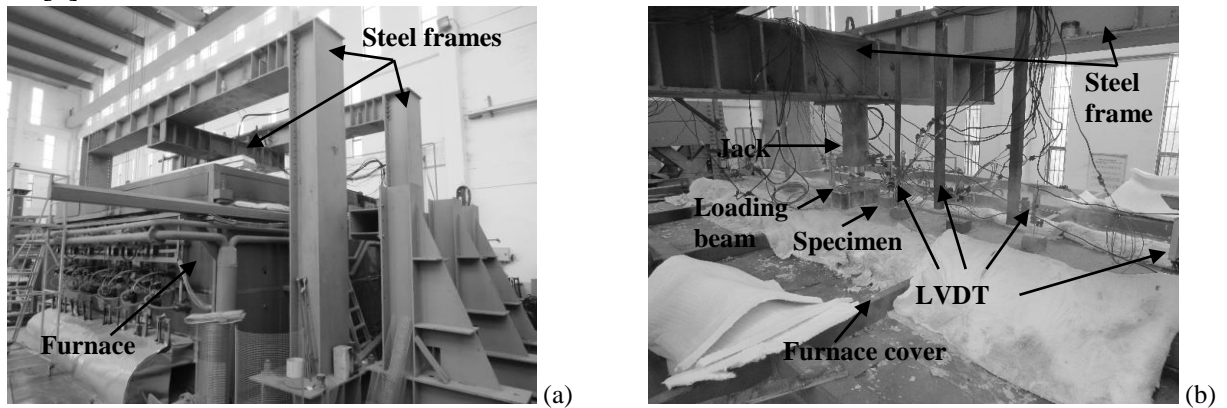 Steel frames
Furnace
(a)
Steel
frame
Jack
Loading
beam
Specimen
LVDT
Furnace cover
(b)